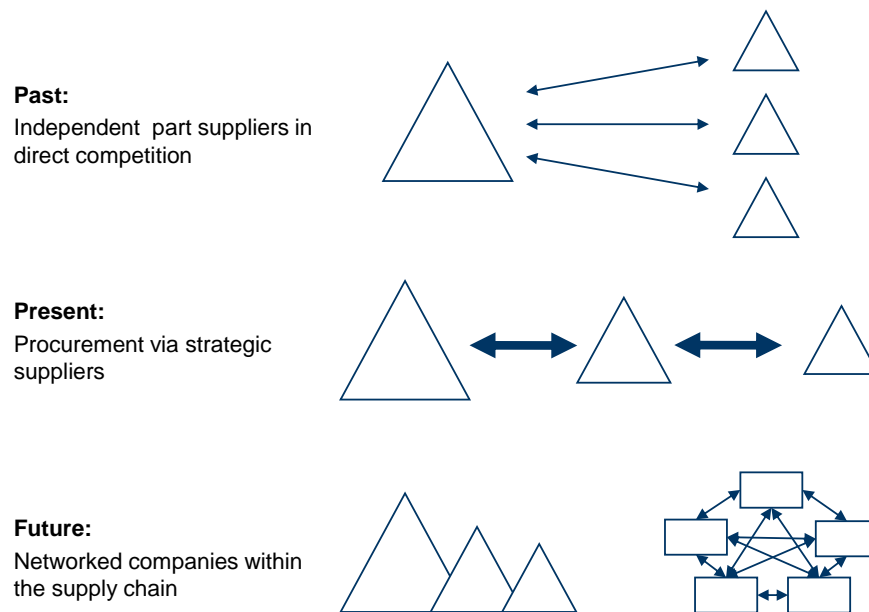 Past:
Independent  part suppliers in
direct competition
Present:
Procurement via strategic
suppliers
Future:
Networked companies within
the supply chain